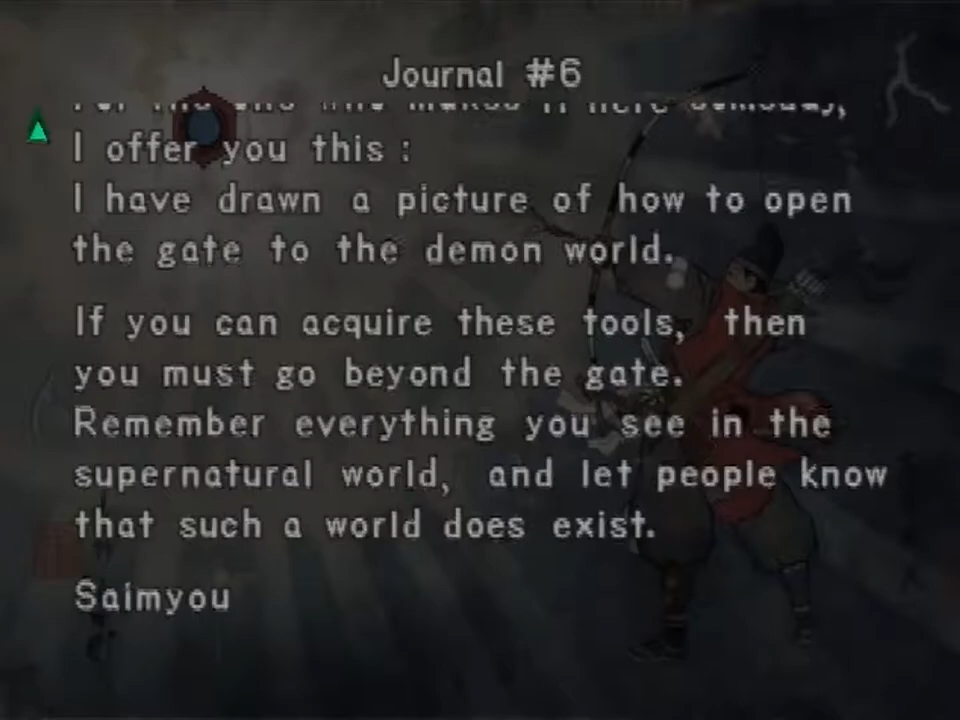 Journal #6
I offer you this :
I have drawn a picture of how to open
the gate to the demon world.
If you can acquire these tools, then
you must go beyond the gate.
Remember everything you see in the
supernatural world, and let people know
that such a world does exist.
Saimyou